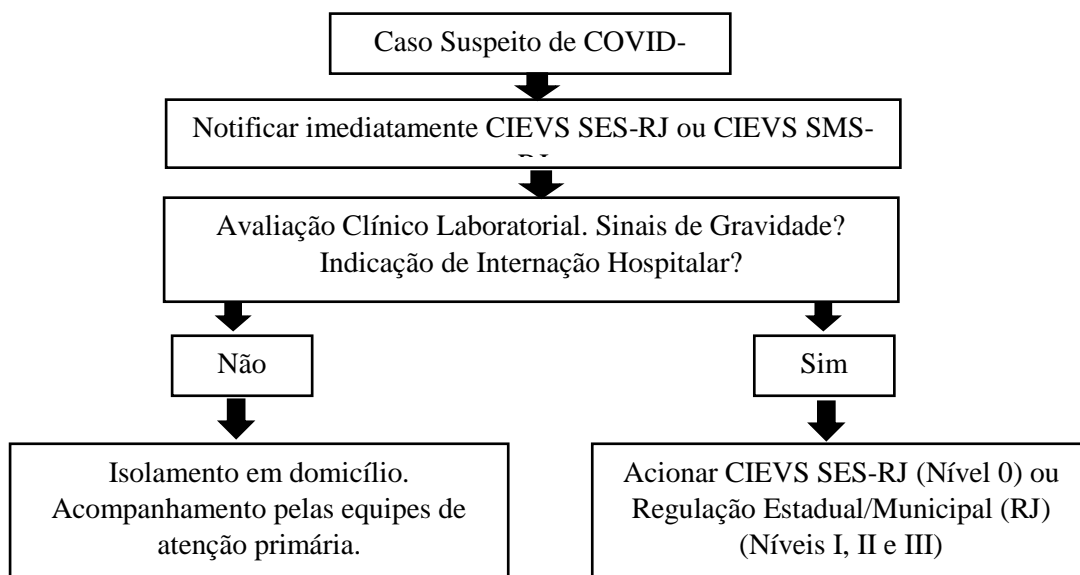 Caso Suspeito de COVID-
Notificar imediatamente CIEVS SES-RJ ou CIEVS SMS-
Avaliação Clínico Laboratorial. Sinais de Gravidade?
Indicação de Internação Hospitalar?
Não
Sim
Isolamento em domicílio.
Acompanhamento pelas equipes de
atenção primária.
Acionar CIEVS SES-RJ (Nível 0) ou
Regulação Estadual/Municipal (RJ)
(Níveis I, II e III)